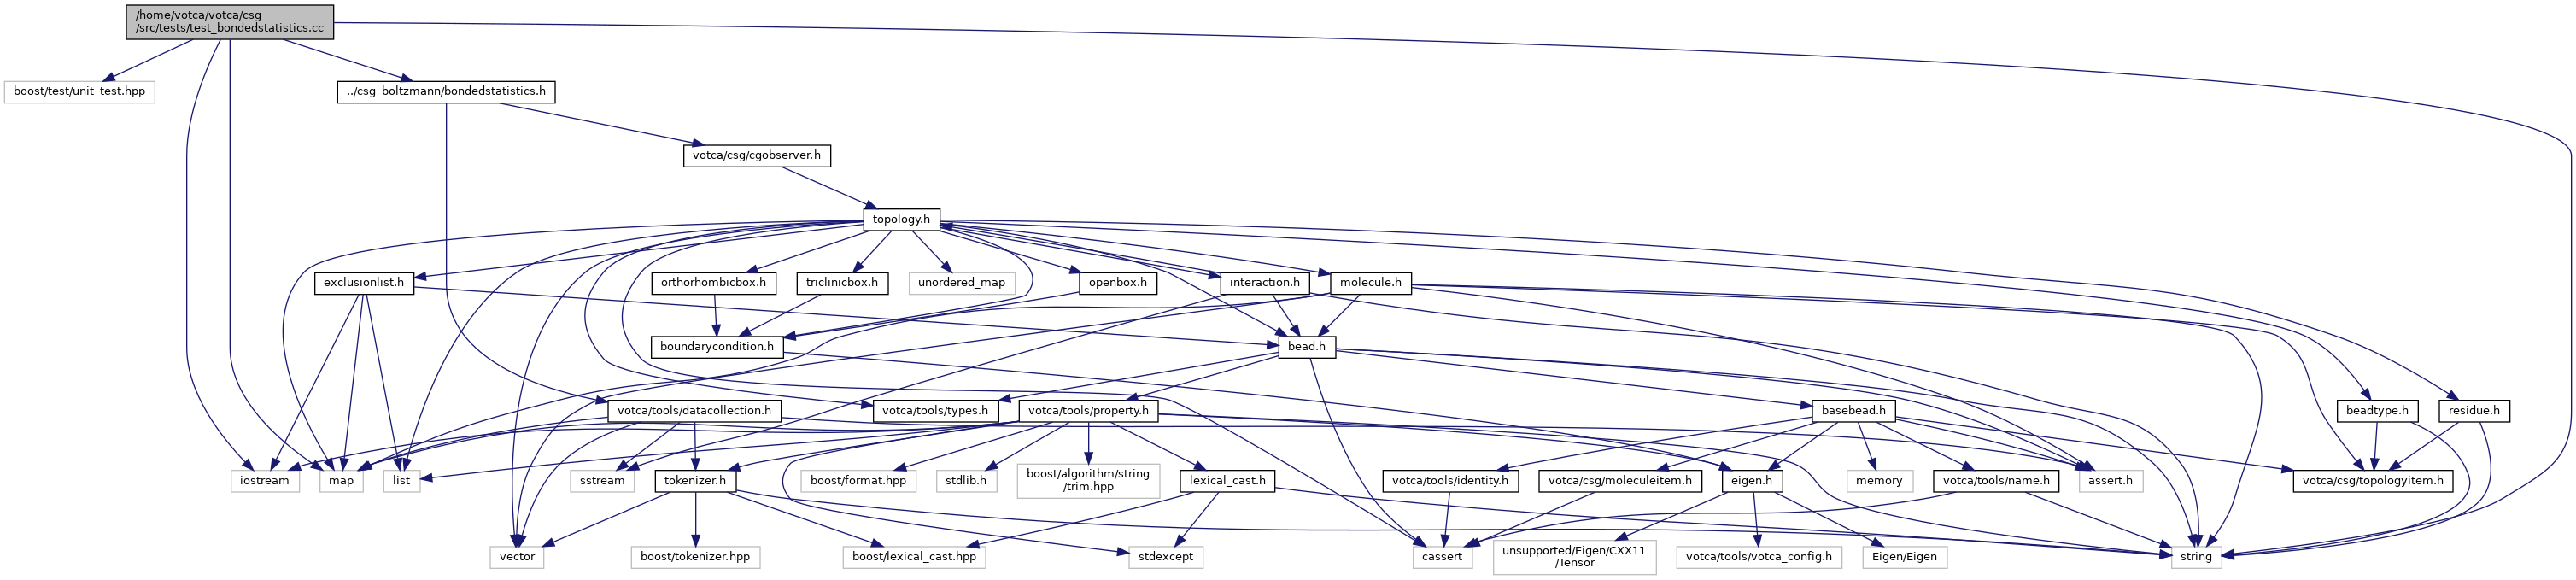 /home/votca/votca/csg
/src/tests/test_bondedstatistics.cc
boost/test/unit_test.hpp
../csg_boltzmann/bondedstatistics.h
votca/csg/cgobserver.h
topology.h
exclusionlist.h
orthorhombicbox.h
triclinicbox.h
unordered_map
openbox.h
interaction.h
molecule.h
boundarycondition.h
bead.h
votca/tools/datacollection.h
votca/tools/types.h
votca/tools/property.h
basebead.h
beadtype.h
residue.h
iostream
map
list
sstream
tokenizer.h
boost/format.hpp
stdlib.h
boost/algorithm/string
/trim.hpp
lexical_cast.h
votca/tools/identity.h
votca/csg/moleculeitem.h
eigen.h
memory
votca/tools/name.h
assert.h
votca/csg/topologyitem.h
vector
boost/tokenizer.hpp
boost/lexical_cast.hpp
stdexcept
cassert
unsupported/Eigen/CXX11
/Tensor
votca/tools/votca_config.h
Eigen/Eigen
string